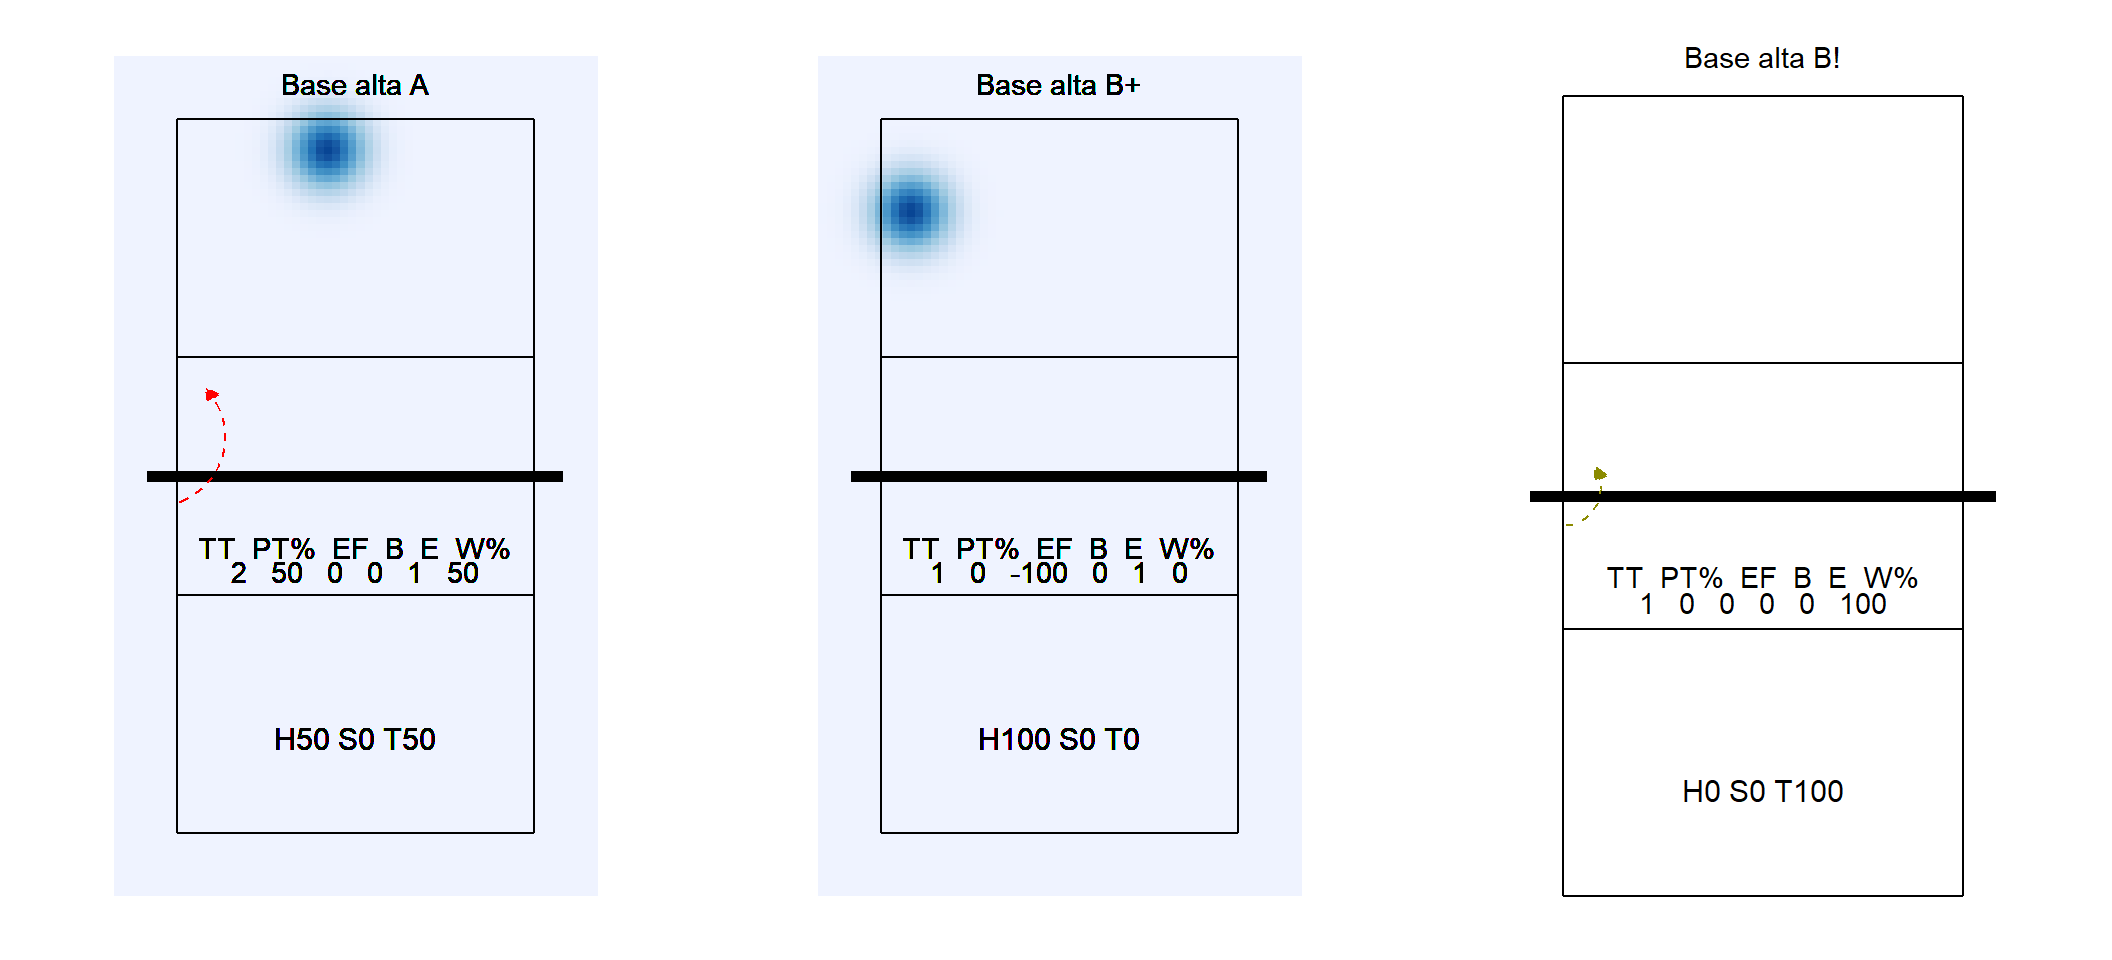 Base alta A
TT PT% EF B E W%
2 50 0 0 1 50
H50 S0 T50
Base alta B+
TT PT% EF B E W%
1 0 -100 0 1 0
H100 S0 T0
Base alta B!
TT PT% EF B E W%
1 0 0 0 0 100
H0 S0 T100